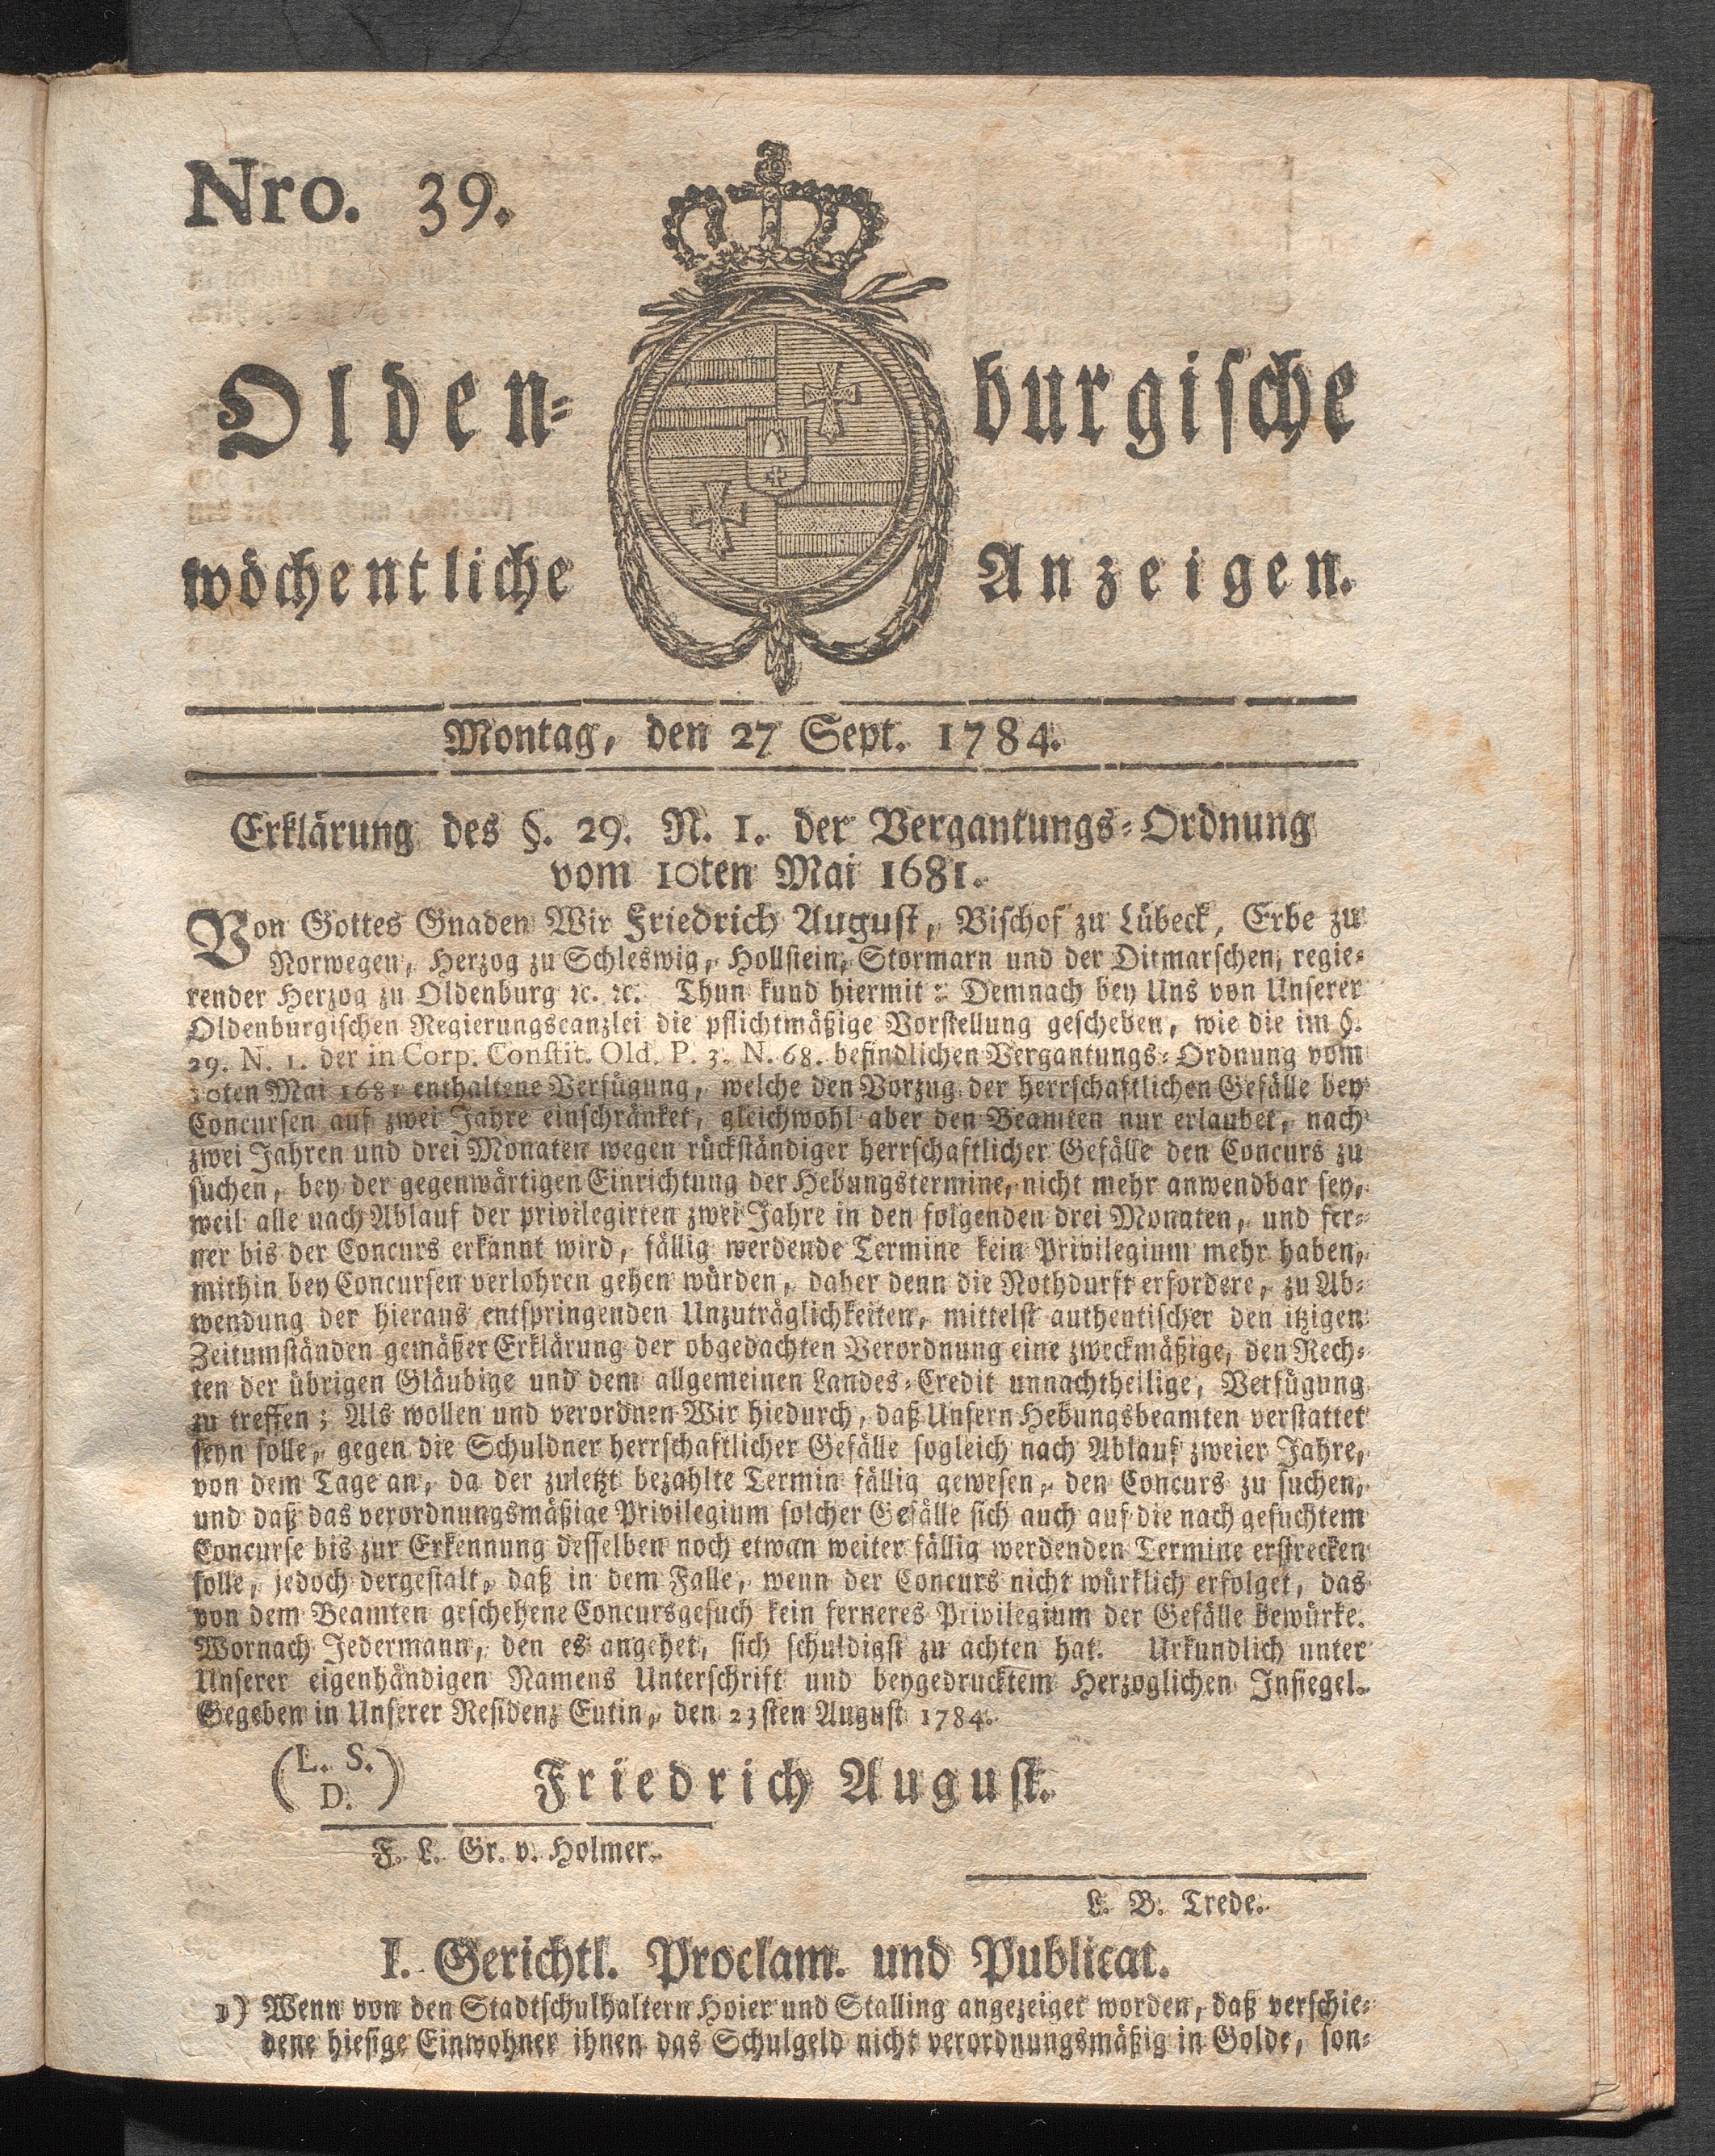 Nro. 39.
Olden- burgische
wöchentliche Anzeigen.
Montag, den 27 Sept. 1784.
Erklärung des §. 29. N. 1. der Vergantungs-Ordnung
vom 10ten Mai 1681.
Von Gottes Gnaden Wir Friedrich August, Bischof zu Lübeck, Erbe zu
Norwegen, Herzog zu Schleswig, Hollstein, Stormarn und der Ditmarschen, regie-
render Herzog zu Oldenburg ꝛc. ꝛc. Thun kund hiermit: Demnach bey Uns von Unserer
Oldenburgischen Regierungscanzlei die pflichtmäßige Vorstellung geschehen, wie die im §.
29. N. 1. der in Corp. Constit. Old. P. 3. N. 68. befindlichen Vergantungs-Ordnung vom
10ten Mai 1681 enthaltene Verfügung, welche den Vorzug der herrschaftlichen Gefälle bey
Concursen auf zwei Jahre einschränket, gleichwohl aber den Beamten nur erlaubet, nach
zwei Jahren und drei Monaten wegen rückständiger herrschaftlicher Gefälle den Concurs zu
suchen, bey der gegenwärtigen Einrichtung der Hebungstermine, nicht mehr anwendbar sey,
weil alle nach Ablauf der privilegirten zwei Jahre in den folgenden drei Monaten, und fer-
ner bis der Concurs erkannt wird, fällig werdende Termine kein Privilegium mehr haben,
mithin bey Concursen verlohren gehen würden, daher denn die Nothdurft erfordere, zu Ab-
wendung der hieraus entspringenden Unzuträglichkeiten, mittelst authentischer den itzigen
Zeitumständen gemäßer Erklärung der obgedachten Verordnung eine zweckmäßige, den Rech-
ten der übrigen Gläubige und dem allgemeinen Landes-Credit unnachtheilige, Verfügung
zu treffen; Als wollen und verordnen Wir hiedurch, daß Unsern Hebungsbeamten verstattet
seyn solle, gegen die Schuldner herrschaftlicher Gefälle sogleich nach Ablauf zweier Jahre,
von dem Tage an, da der zuletzt bezahlte Termin fällig gewesen, den Concurs zu suchen,
und daß das verordnungsmäßige Privilegium solcher Gefälle sich auch auf die nach gesuchtem
Concurse bis zur Erkennung desselben noch etwan weiter fällig werdenden Termine erstrecken
solle, jedoch dergestalt, daß in dem Falle, wenn der Concurs nicht würklich erfolget, das
von dem Beamten geschehene Concursgesuch kein ferneres Privilegium der Gefälle bewürke.
Wornach Jedermann, den es angehet, sich schuldigst zu achten hat. Urkundlich unter
Unserer eigenhändigen Namens Unterschrift und beygedrucktem Herzoglichen Insiegel.
Gegeben in Unserer Residenz Eutin, den 23sten August 1784.
(L. S. D.) Friedrich August.
F. L. Gr. v. Holmer.
L. B. Trede.
I. Gerichtl. Proclam. und Publicat.
1) Wenn von den Stadtschulhaltern Hoier und Stalling angezeiget worden, daß verschie-
dene hiesige Einwohner ihnen das Schulgeld nicht verordnungsmäßig in Golde, son-